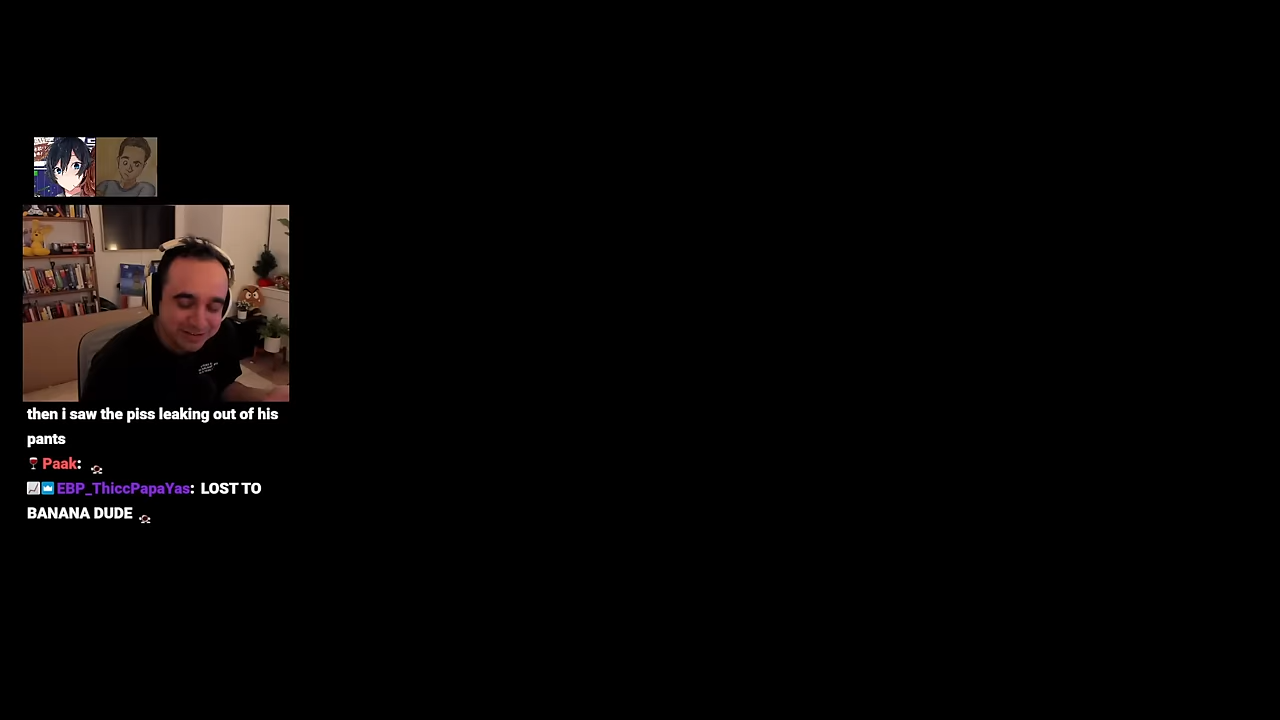 then i saw the piss leaking out of his
pants
Paak:
EBP_ThiccPapaYas: LOST TO
BANANA DUDE